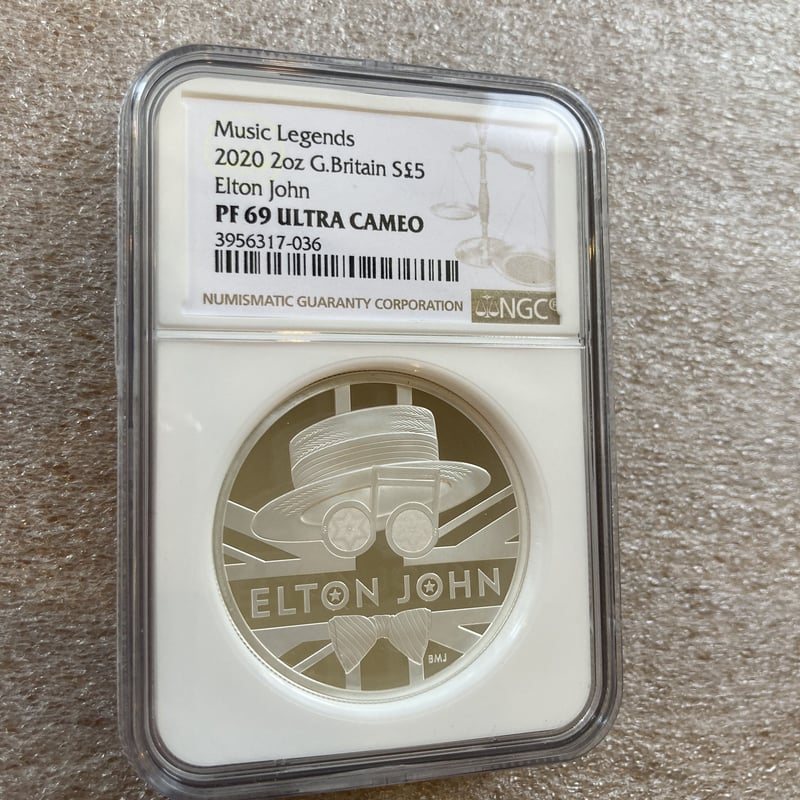 Music Legends
2020 2oz G.Britain S£5
Elton John
PF 69 ULTRA CAMEO
3956317-036
NUMISMATIC GUARANTY CORPORATION
NGC®
ELTON JOHN
BMJ